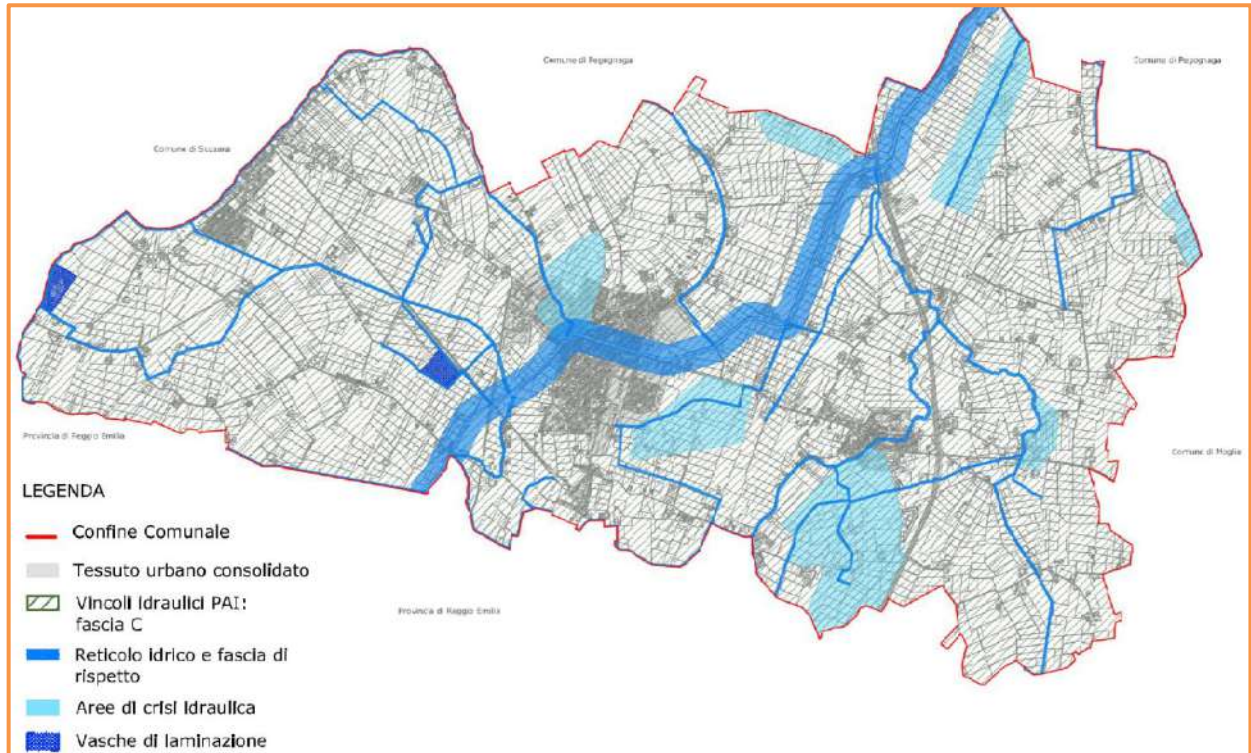 Comune di Pegognaga
Comune di Pegognaga
Comune di Suzzara
Provincia di Reggio Emilia
Comune di Moglia
Provincia di Reggio Emilia
LEGENDA
Confine Comunale
Tessuto urbano consolidato
Vincoli idraulici PAI:
fascia C
Reticolo idrico e fascia di
rispetto
Aree di crisi idraulica
Vasche di laminazione